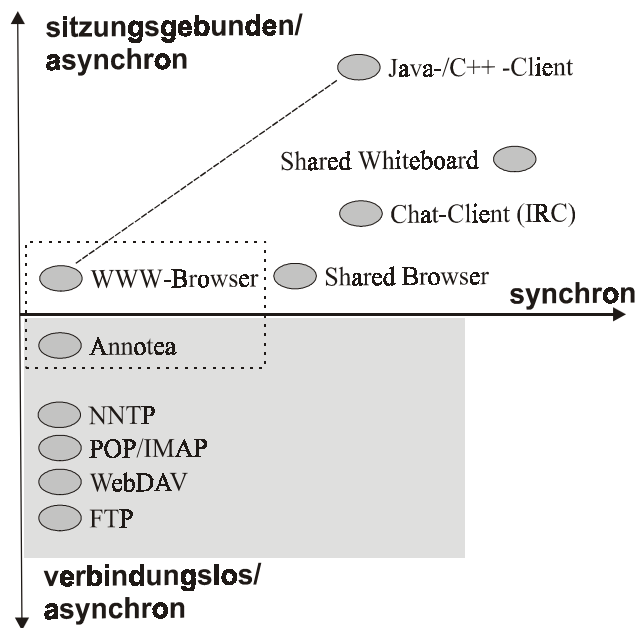 sitzungsgebunden/
asynchron
Java-/C++ -Client
Shared Whiteboard
Chat-Client (IRC)
WWW-Browser
Shared Browser
synchron
Annotea
NNTP
POP/IMAP
WebDAV
FTP
verbindungslos/
asynchron